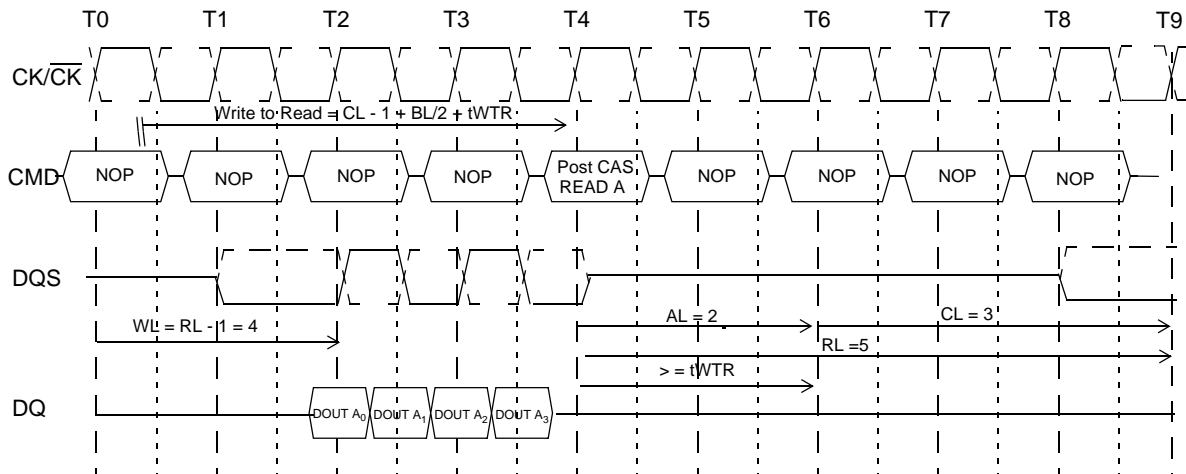 T0 T1 T2 T3 T4 T5 T6 T7 T8 T9
CK/CK
Write to Read = CL - 1 + BL/2 + tWTR
CMD NOP NOP NOP NOP Post CAS READ A NOP NOP NOP NOP
DQS
WL = RL - 1 = 4
AL = 2
CL = 3
RL =5
> = tWTR
DQ DOUT A0 DOUT A1 DOUT A2 DOUT A3